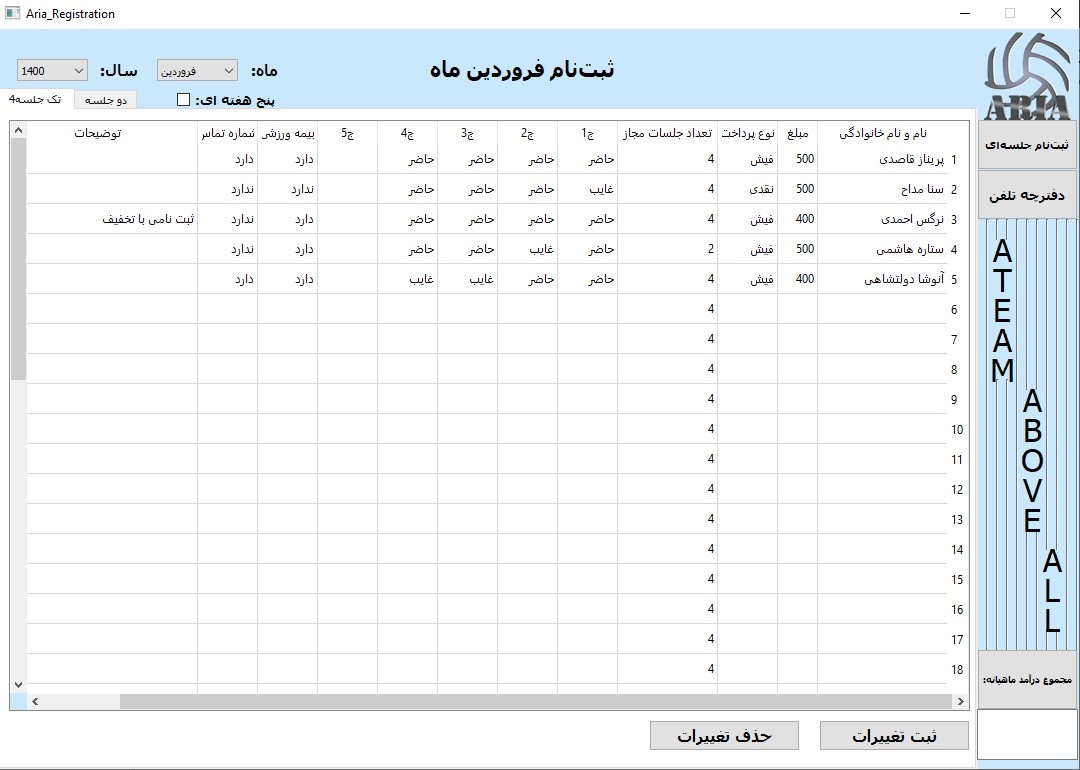 Aria_Registration
ثبت‌نام فروردین ماه
ماه: فروردین سال: 1400
پنج هفته ای:
دو جلسه تک جلسه4
ARIA
نام و نام خانوادگی مبلغ نوع پرداخت تعداد جلسات مجاز ج1 ج2 ج3 ج4 ج5 بیمه ورزشی شماره تماس توضیحات
1 پریناز قاصدی 500 فیش 4 حاضر حاضر حاضر حاضر دارد دارد
2 سنا مداح 500 نقدی 4 غایب حاضر حاضر حاضر ندارد ندارد
3 نرگس احمدی 400 فیش 4 حاضر حاضر حاضر حاضر دارد ندارد ثبت نامی با تخفیف
4 ستاره هاشمی 500 فیش 2 حاضر غایب حاضر حاضر دارد ندارد
5 آنوشا دولتشاهی 400 فیش 4 حاضر حاضر غایب غایب دارد دارد
6 4
7 4
8 4
9 4
10 4
11 4
12 4
13 4
14 4
15 4
16 4
17 4
18 4
ثبت‌نام جلسه‌ای
دفترچه تلفن
A TEAM
ABOVE
ALL
مجموع درآمد ماهیانه:
ثبت تغییرات
حذف تغییرات